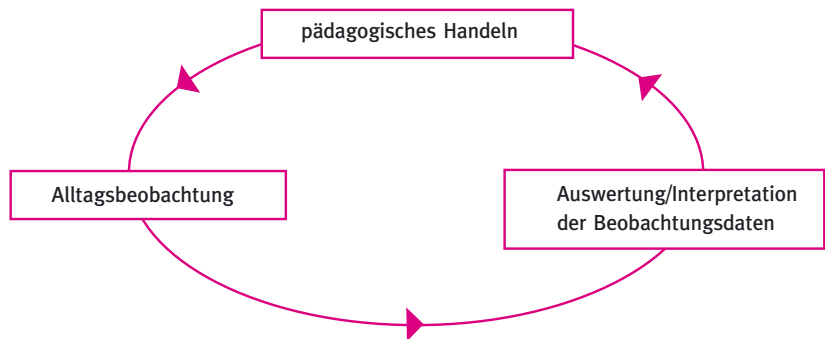 pädagogisches Handeln
Alltagsbeobachtung
Auswertung/Interpretation
der Beobachtungsdaten